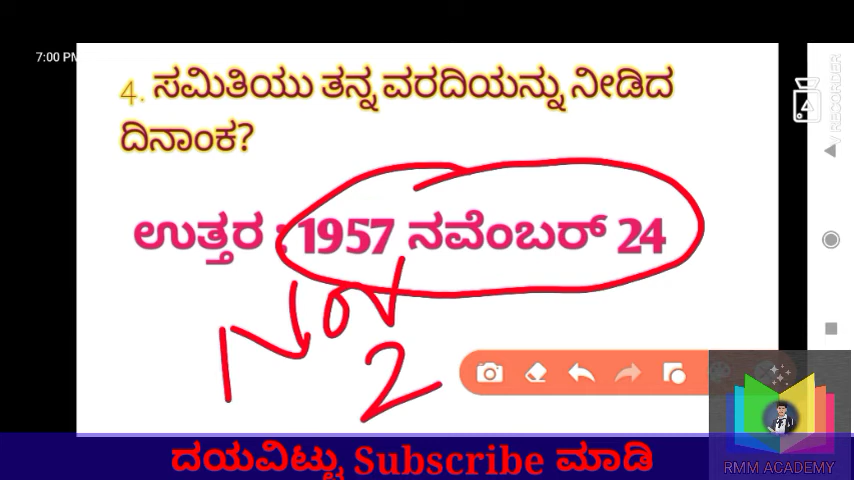 7:00 PM
4. ಸಮಿತಿಯು ತನ್ನ ವರದಿಯನ್ನು ನೀಡಿದ
ದಿನಾಂಕ?
ಉತ್ತರ : 1957 ನವೆಂಬರ್ 24
Nov
2
V RECORDER
RMM ACADEMY
ದಯವಿಟ್ಟು Subscribe ಮಾಡಿ